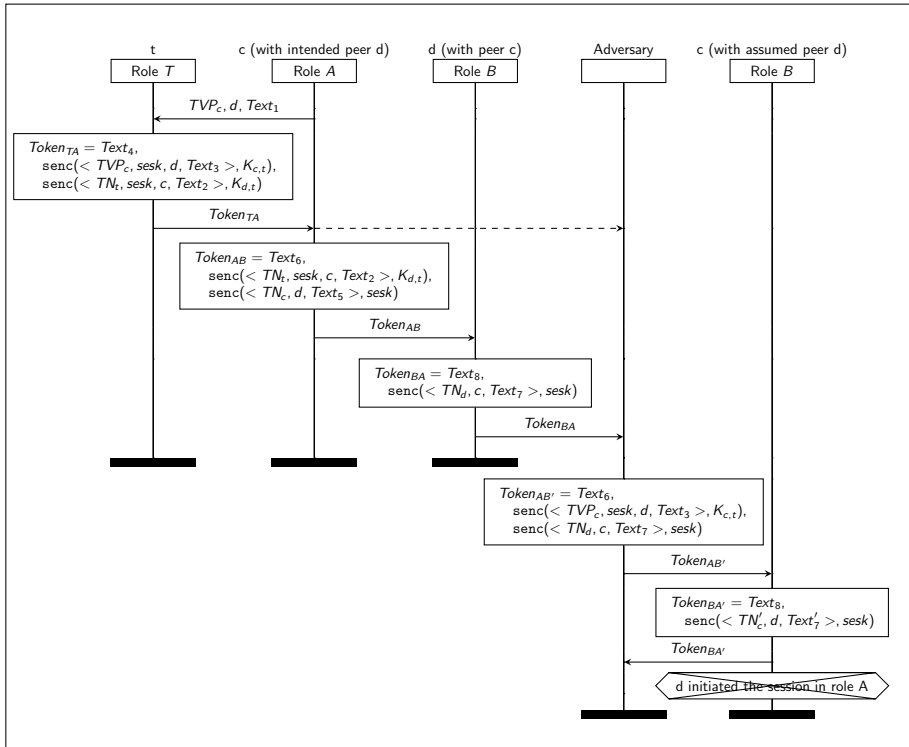 t
c (with intended peer d)
d (with peer c)
Adversary
c (with assumed peer d)
Role T
Role A
Role B
Role B
TVP_c, d, Text_1
Token_TA = Text_4,
senc(< TVP_c, sesk, d, Text_3 >, K_c,t),
senc(< TN_t, sesk, c, Text_2 >, K_d,t)
Token_TA
Token_AB = Text_6,
senc(< TN_t, sesk, c, Text_2 >, K_d,t),
senc(< TN_c, d, Text_5 >, sesk)
Token_AB
Token_BA = Text_8,
senc(< TN_d, c, Text_7 >, sesk)
Token_BA
Token_AB' = Text_6,
senc(< TVP_c, sesk, d, Text_3 >, K_c,t),
senc(< TN_d, c, Text_7 >, sesk)
Token_AB'
Token_BA' = Text_8,
senc(< TN'_c, d, Text'_7 >, sesk)
Token_BA'
d initiated the session in role A